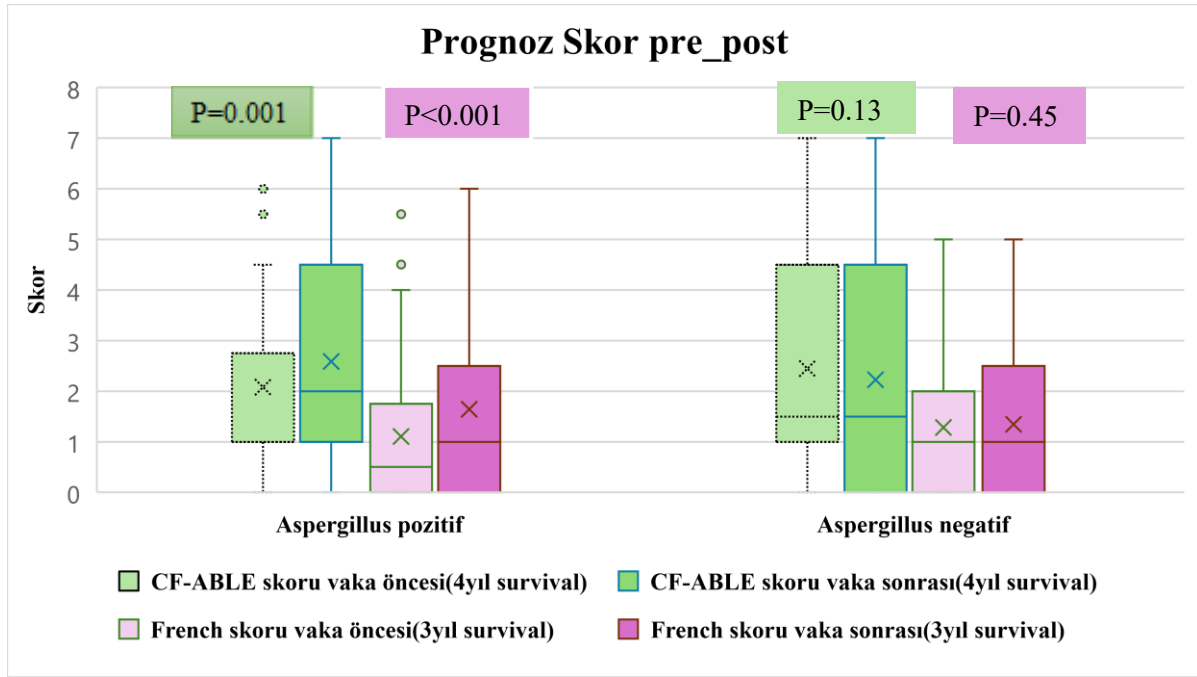 Prognoz Skor pre_post
P=0.001
P<0.001
P=0.13
P=0.45
8
7
6
5
4
3
2
1
0
Skor
Aspergillus pozitif
Aspergillus negatif
CF-ABLE skoru vaka öncesi(4yıl survival)
CF-ABLE skoru vaka sonrası(4yıl survival)
French skoru vaka öncesi(3yıl survival)
French skoru vaka sonrası(3yıl survival)